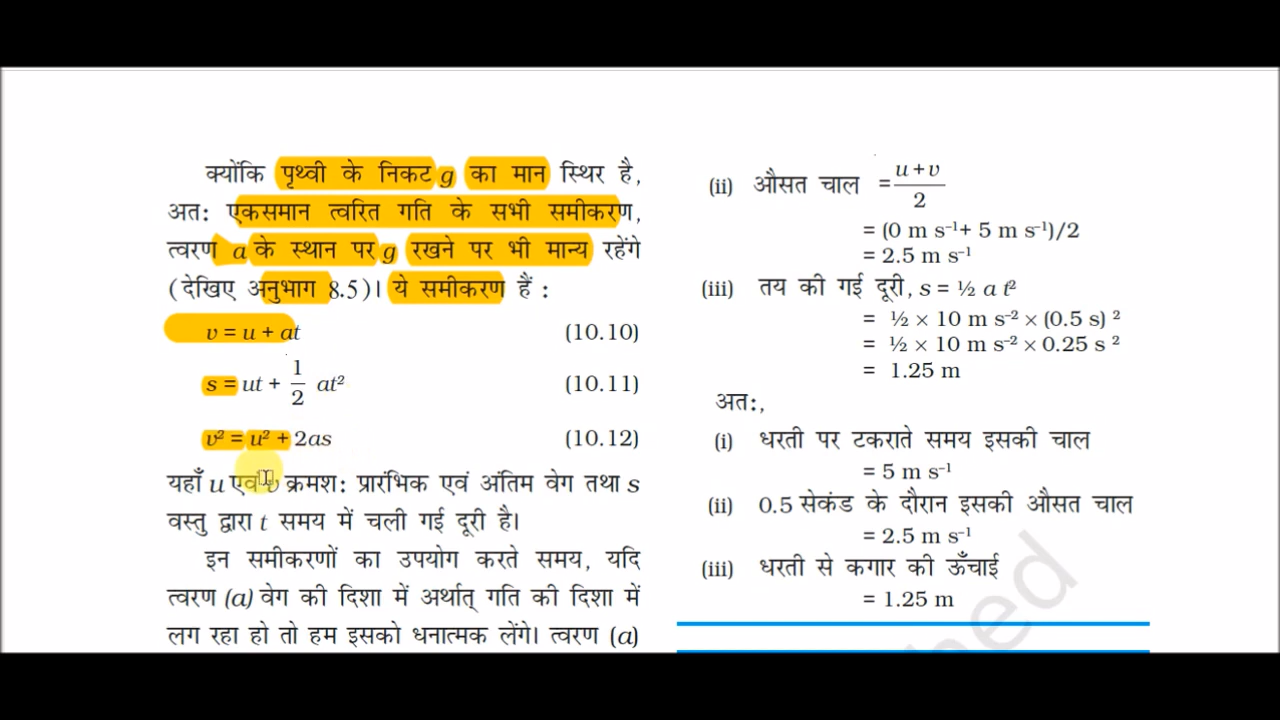 क्योंकि पृथ्वी के निकट g का मान स्थिर है,
अत: एकसमान त्वरित गति के सभी समीकरण,
त्वरण a के स्थान पर g रखने पर भी मान्य रहेंगे
(देखिए अनुभाग 8.5)। ये समीकरण हैं :
v = u + at (10.10)
s = ut + 1/2 at² (10.11)
v² = u² + 2as (10.12)
यहाँ u एवं v क्रमश: प्रारंभिक एवं अंतिम वेग तथा s
वस्तु द्वारा t समय में चली गई दूरी है।
इन समीकरणों का उपयोग करते समय, यदि
त्वरण (a) वेग की दिशा में अर्थात् गति की दिशा में
लग रहा हो तो हम इसको धनात्मक लेंगे। त्वरण (a)
(ii) औसत चाल = u + v / 2
= (0 m s⁻¹+ 5 m s⁻¹)/2
= 2.5 m s⁻¹
(iii) तय की गई दूरी, s = ½ a t²
= ½ × 10 m s⁻² × (0.5 s) ²
= ½ × 10 m s⁻² × 0.25 s ²
= 1.25 m
अत:,
(i) धरती पर टकराते समय इसकी चाल
= 5 m s⁻¹
(ii) 0.5 सेकंड के दौरान इसकी औसत चाल
= 2.5 m s⁻¹
(iii) धरती से कगार की ऊँचाई
= 1.25 m